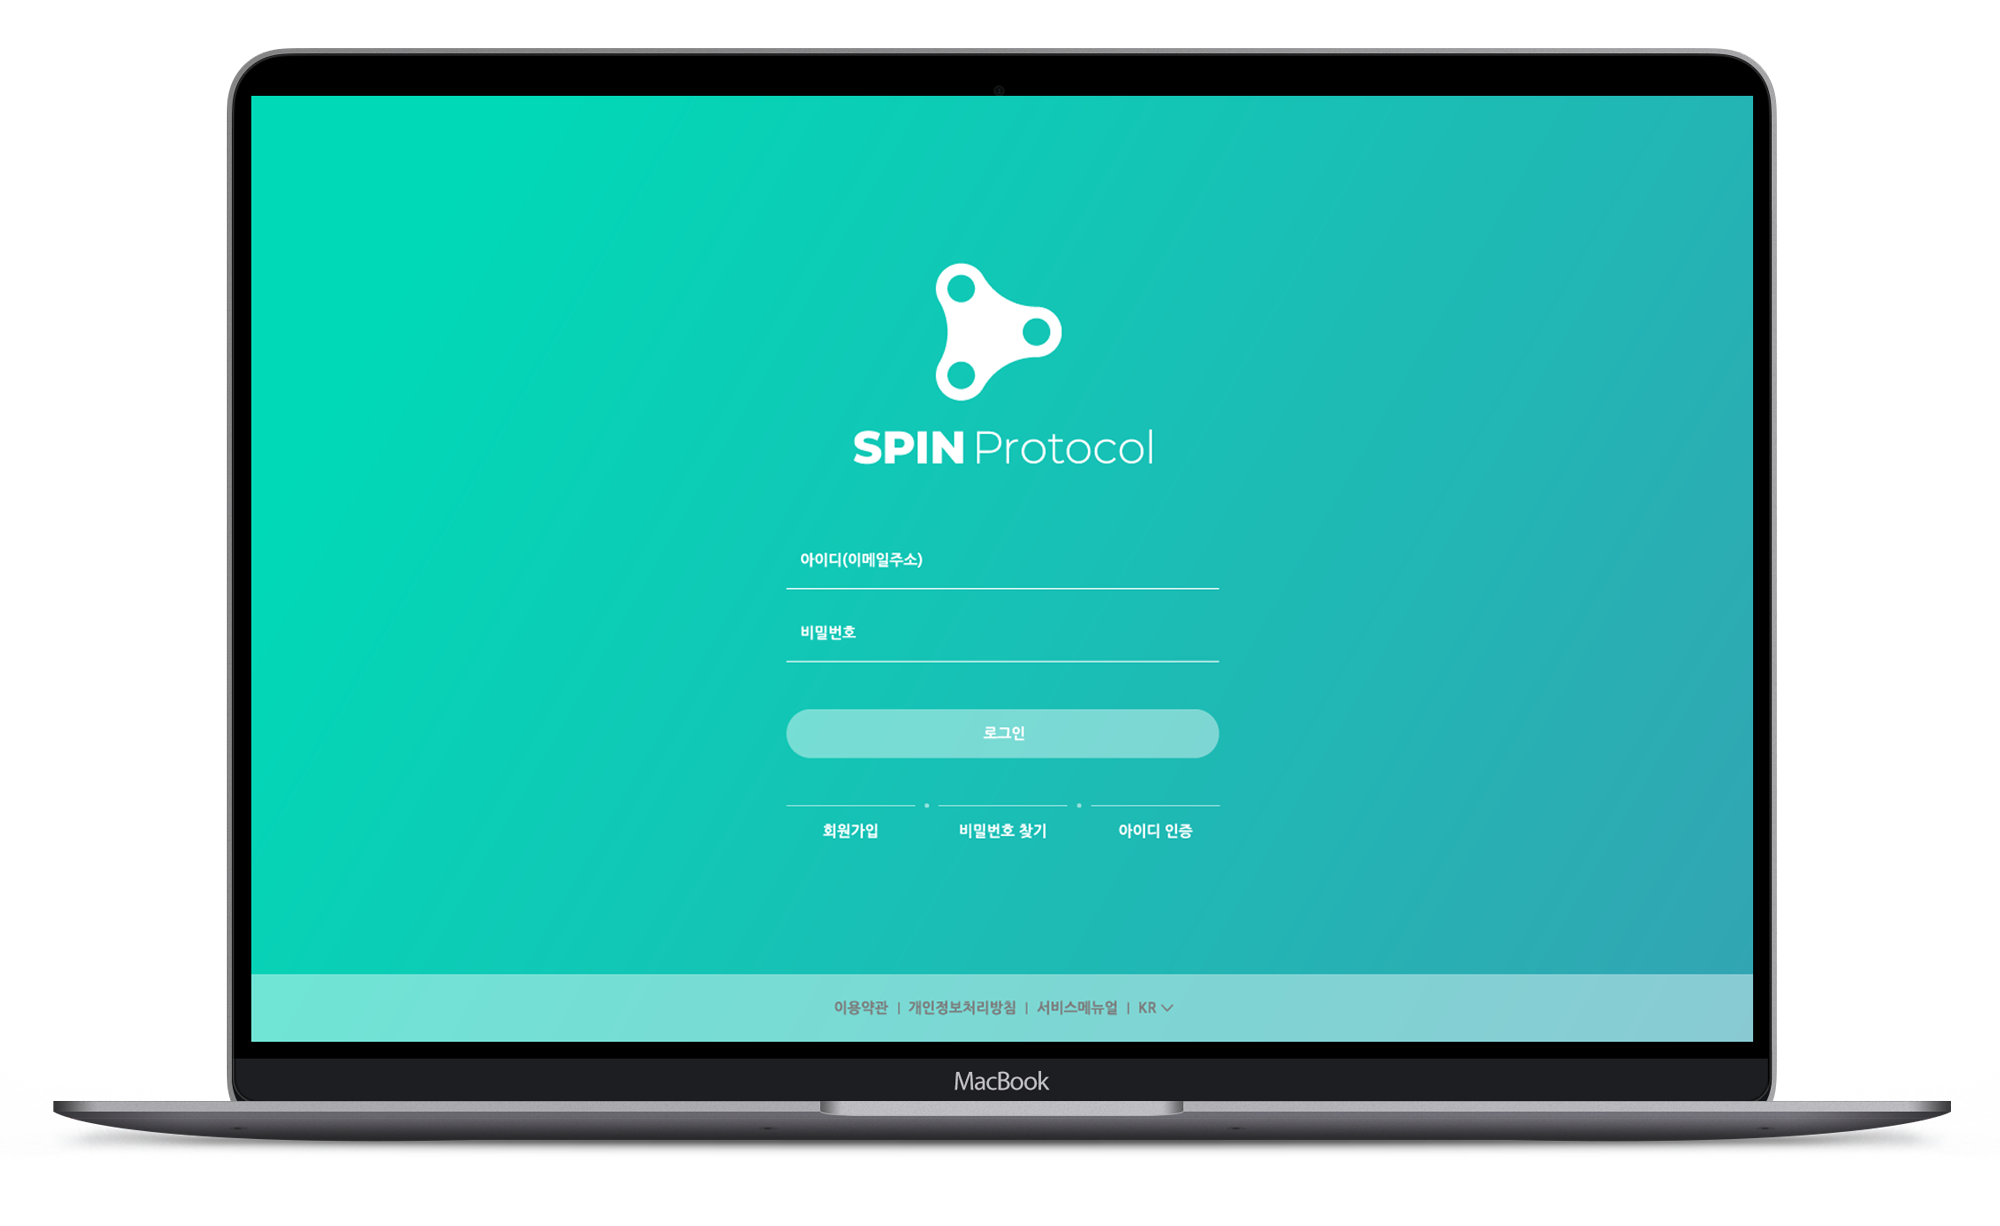 SPIN Protocol
아이디(이메일주소)
비밀번호
로그인
회원가입 비밀번호 찾기 아이디 인증
이용약관 | 개인정보처리방침 | 서비스메뉴얼 | KR
MacBook